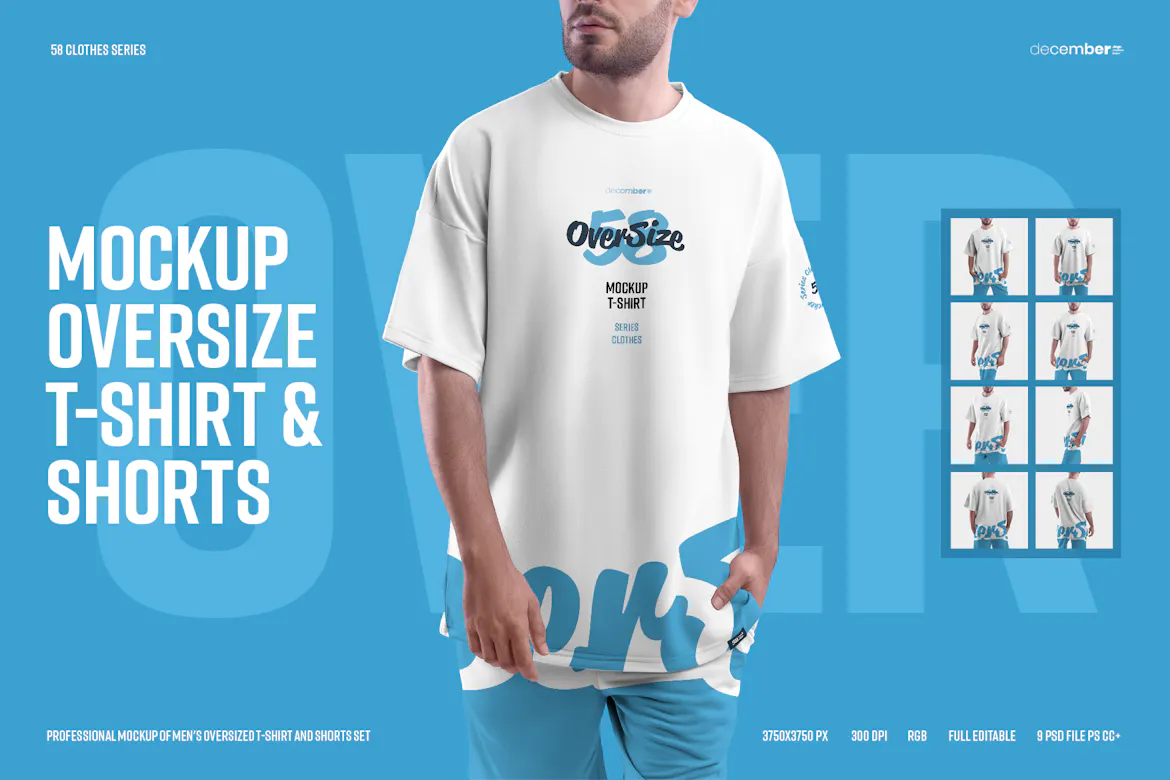 58 CLOTHES SERIES
december
OVER
MOCKUP
OVERSIZE
T-SHIRT &
SHORTS
december
58
OverSize
MOCKUP
T-SHIRT
SERIES
CLOTHES
PROFESSIONAL MOCKUP OF MEN'S OVERSIZED T-SHIRT AND SHORTS SET
3750X3750 PX
300 DPI
RGB
FULL EDITABLE
9 PSD FILE PS CC+